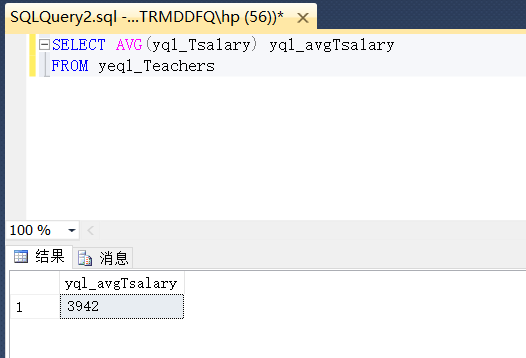 SQLQuery2.sql -...TRMDDFQ\hp (56))*
SELECT AVG(yql_Tsalary) yql_avgTsalary
FROM yeql_Teachers
100 %
结果 消息
yql_avgTsalary
1 3942